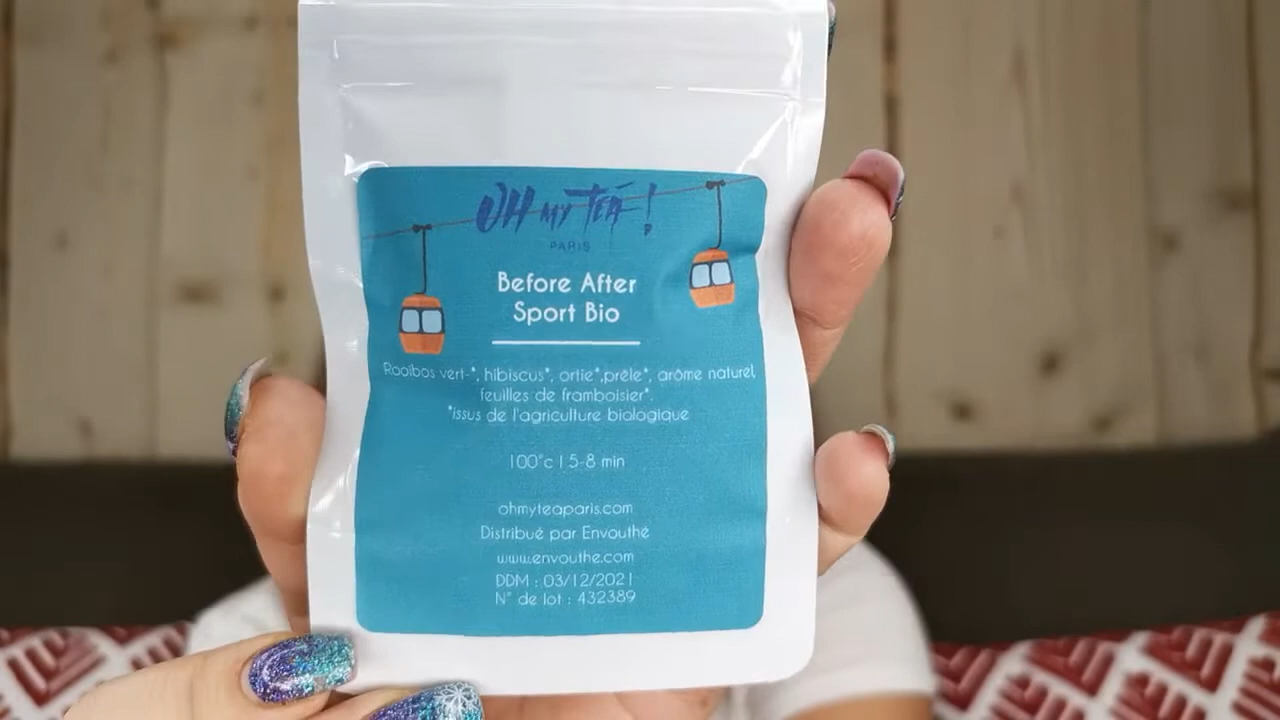 OH MY TEA !
PARIS
Before After
Sport Bio
Rooibos vert-*, hibiscus*, ortie*,prêle*, arôme naturel,
feuilles de framboisier*.
*issus de l'agriculture biologique
100°c | 5-8 min
ohmyteaparis.com
Distribué par Envouthé
www.envouthe.com
DDM : 03/12/2021
N° de lot : 432389